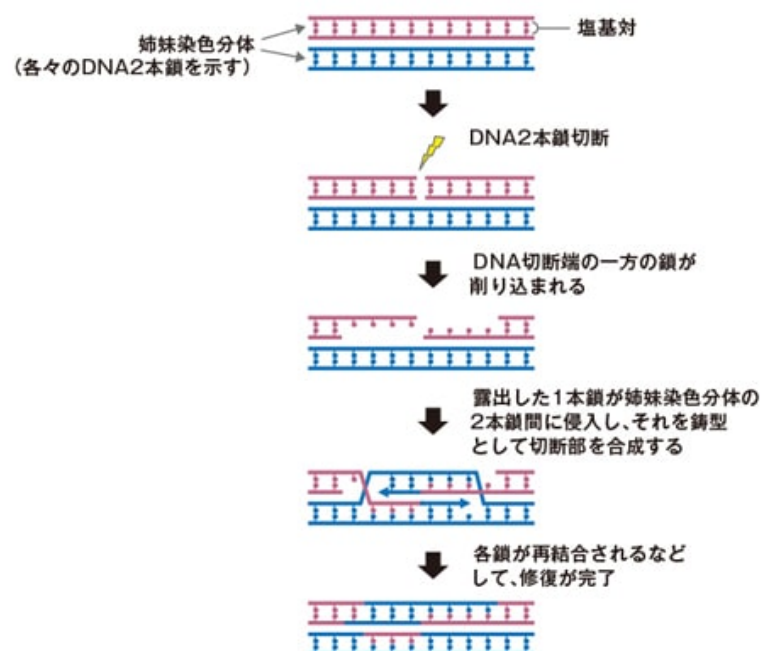 姉妹染色分体
(各々のDNA2本鎖を示す)
塩基対
DNA2本鎖切断
DNA切断端の一方の鎖が
削り込まれる
露出した1本鎖が姉妹染色分体の
2本鎖間に侵入し、それを鋳型
として切断部を合成する
各鎖が再結合されるなど
して、修復が完了